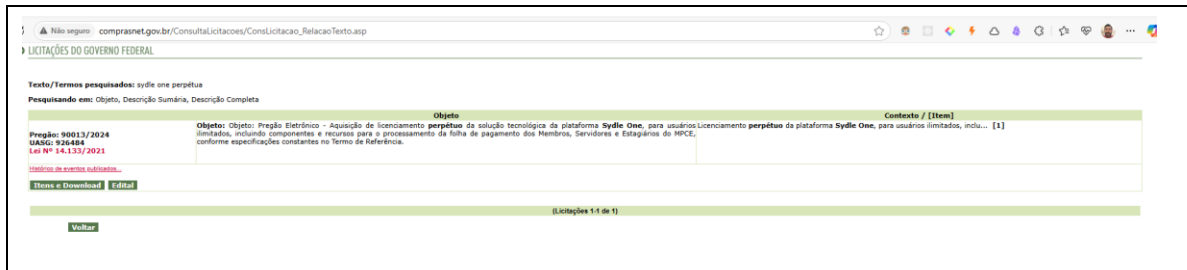 Não seguro comprasnet.gov.br/ConsultaLicitacoes/ConsLicitacao_RelacaoTexto.asp
LICITAÇÕES DO GOVERNO FEDERAL
Texto/Termos pesquisados: sydle one perpétua
Pesquisando em: Objeto, Descrição Sumária, Descrição Completa
Objeto
Contexto / [Item]
Pregão: 90013/2024
UASG: 926484
Lei Nº 14.133/2021
Objeto: Objeto: Pregão Eletrônico - Aquisição de licenciamento perpétuo da solução tecnológica da plataforma Sydle One, para usuários
ilimitados, incluindo componentes e recursos para o processamento da folha de pagamento dos Membros, Servidores e Estagiários do MPCE,
conforme especificações constantes no Termo de Referência.
Licenciamento perpétuo da plataforma Sydle One, para usuários ilimitados, inclu... [1]
Histórico de eventos publicados...
Itens e Download Edital
(Licitações 1-1 de 1)
Voltar